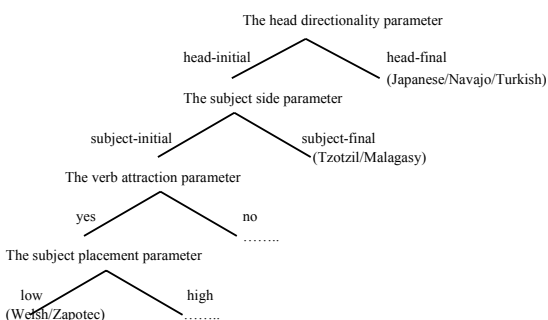 The head directionality parameter
head-initial head-final
(Japanese/Navajo/Turkish)
The subject side parameter
subject-initial subject-final
(Tzotzil/Malagasy)
The verb attraction parameter
yes no
……..
The subject placement parameter
low high
(Welsh/Zapotec) ……..